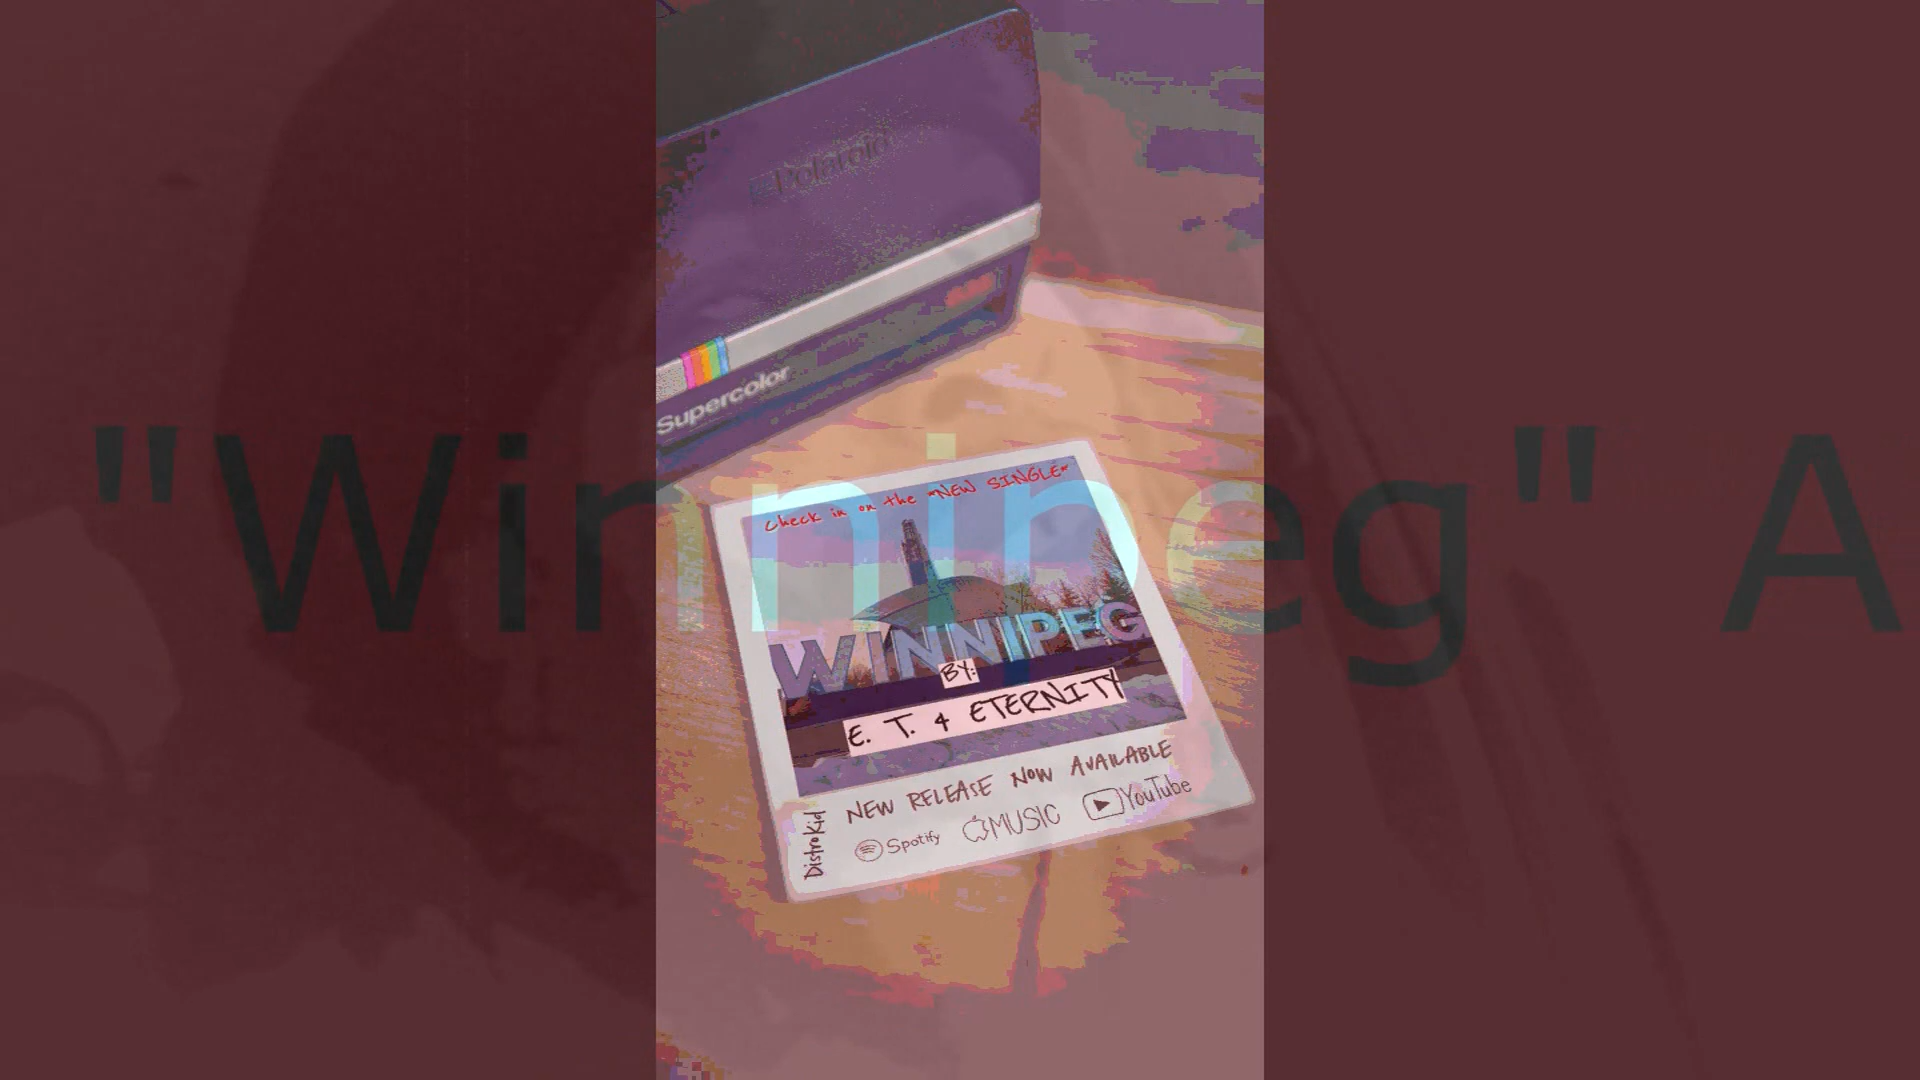 Polaroid
Supercolor
"Winnipeg" A
Check in on the "NEW SINGLE"
WINNIPEG
BY:
E. T. & ETERNITY
NEW RELEASE NOW AVAILABLE
DistroKid
Spotify
MUSIC
YouTube